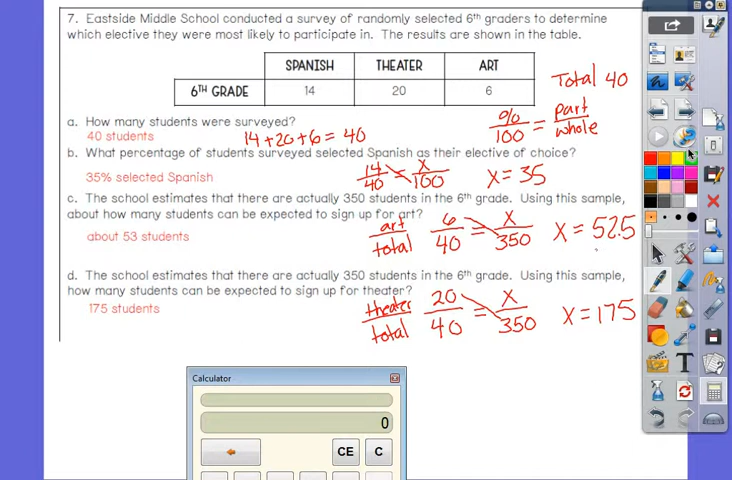 7. Eastside Middle School conducted a survey of randomly selected 6th graders to determine
which elective they were most likely to participate in. The results are shown in the table.
SPANISH THEATER ART
6TH GRADE 14 20 6
Total 40
% / 100 = part / whole
a. How many students were surveyed?
40 students
14 + 20 + 6 = 40
b. What percentage of students surveyed selected Spanish as their elective of choice?
35% selected Spanish
14/40 = x/100 x = 35
c. The school estimates that there are actually 350 students in the 6th grade. Using this sample,
about how many students can be expected to sign up for art?
about 53 students
art/total 6/40 = x/350 x = 52.5
d. The school estimates that there are actually 350 students in the 6th grade. Using this sample,
how many students can be expected to sign up for theater?
175 students
theater/total 20/40 = x/350 x = 175
Calculator
0
CE C
T